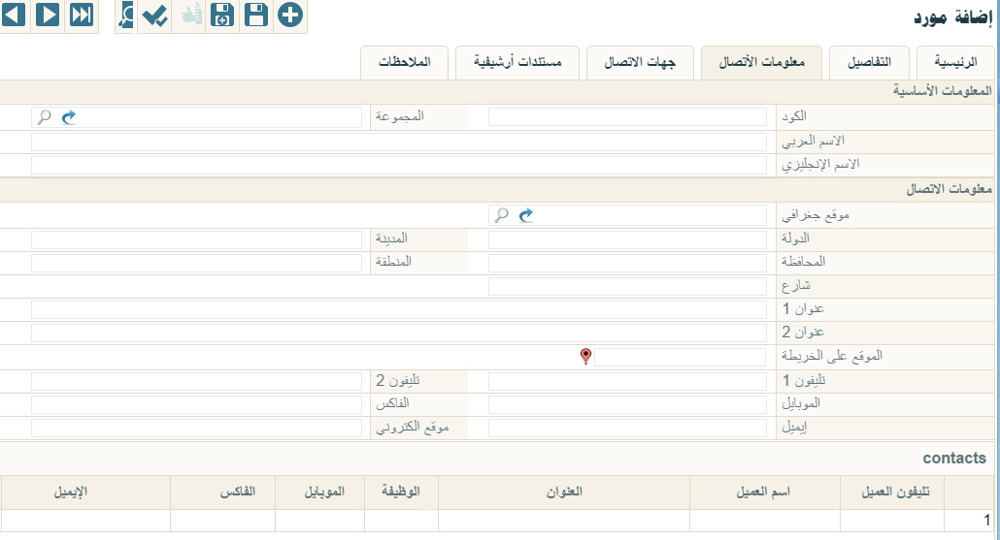 إضافة مورد
الرئيسية التفاصيل معلومات الأتصال جهات الاتصال مستندات أرشيفية الملاحظات
المعلومات الأساسية
الكود المجموعة
الاسم العربي
الاسم الإنجليزي
معلومات الاتصال
موقع جغرافي
الدولة المدينة
المحافظة المنطقة
شارع
عنوان 1
عنوان 2
الموقع على الخريطة
تليفون 1 تليفون 2
الموبايل الفاكس
إيميل موقع الكتروني
contacts
تليفون العميل اسم العميل العنوان الوظيفة الموبايل الفاكس الإيميل
1